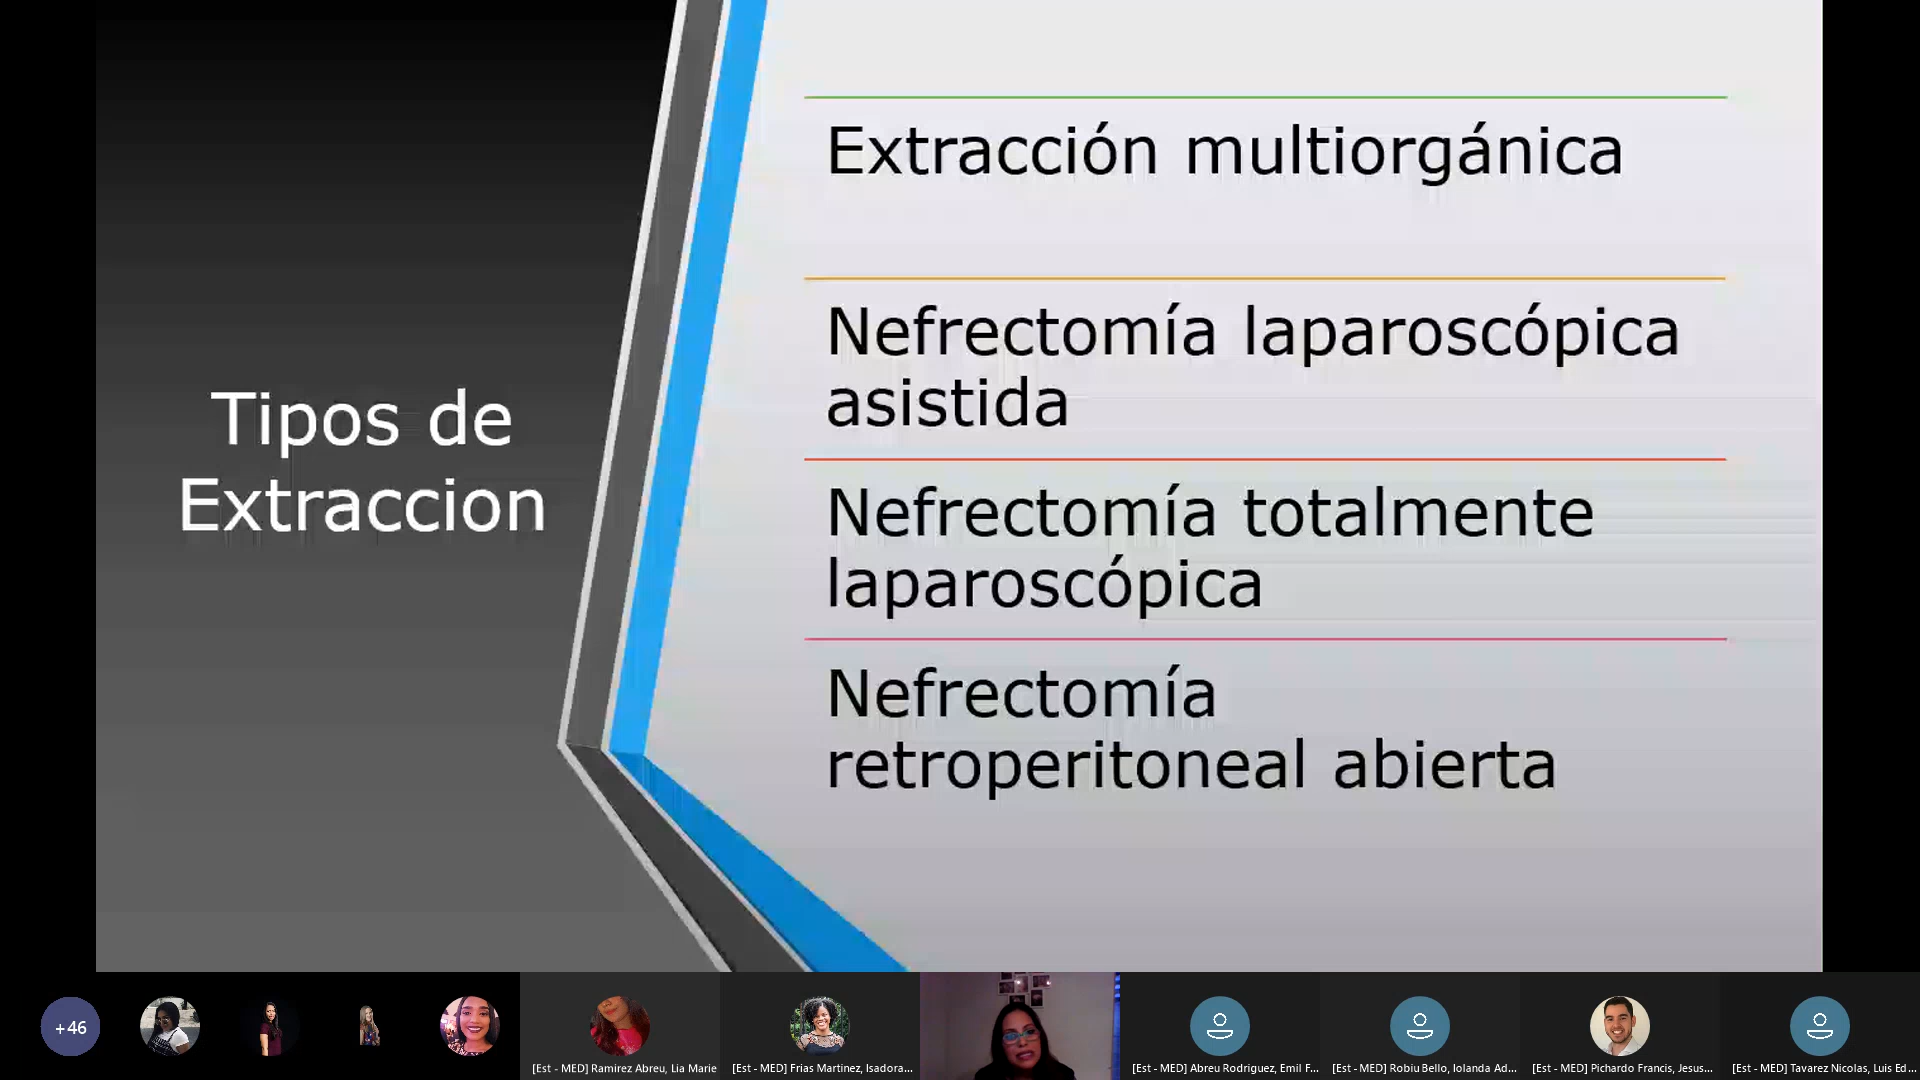 Tipos de
Extraccion
Extracción multiorgánica
Nefrectomía laparoscópica
asistida
Nefrectomía totalmente
laparoscópica
Nefrectomía
retroperitoneal abierta
+46
[Est - MED] Ramirez Abreu, Lia Marie
[Est - MED] Frias Martinez, Isadora...
[Est - MED] Abreu Rodriguez, Emil F...
[Est - MED] Robiu Bello, Iolanda Ad...
[Est - MED] Pichardo Francis, Jesus...
[Est - MED] Tavarez Nicolas, Luis Ed...